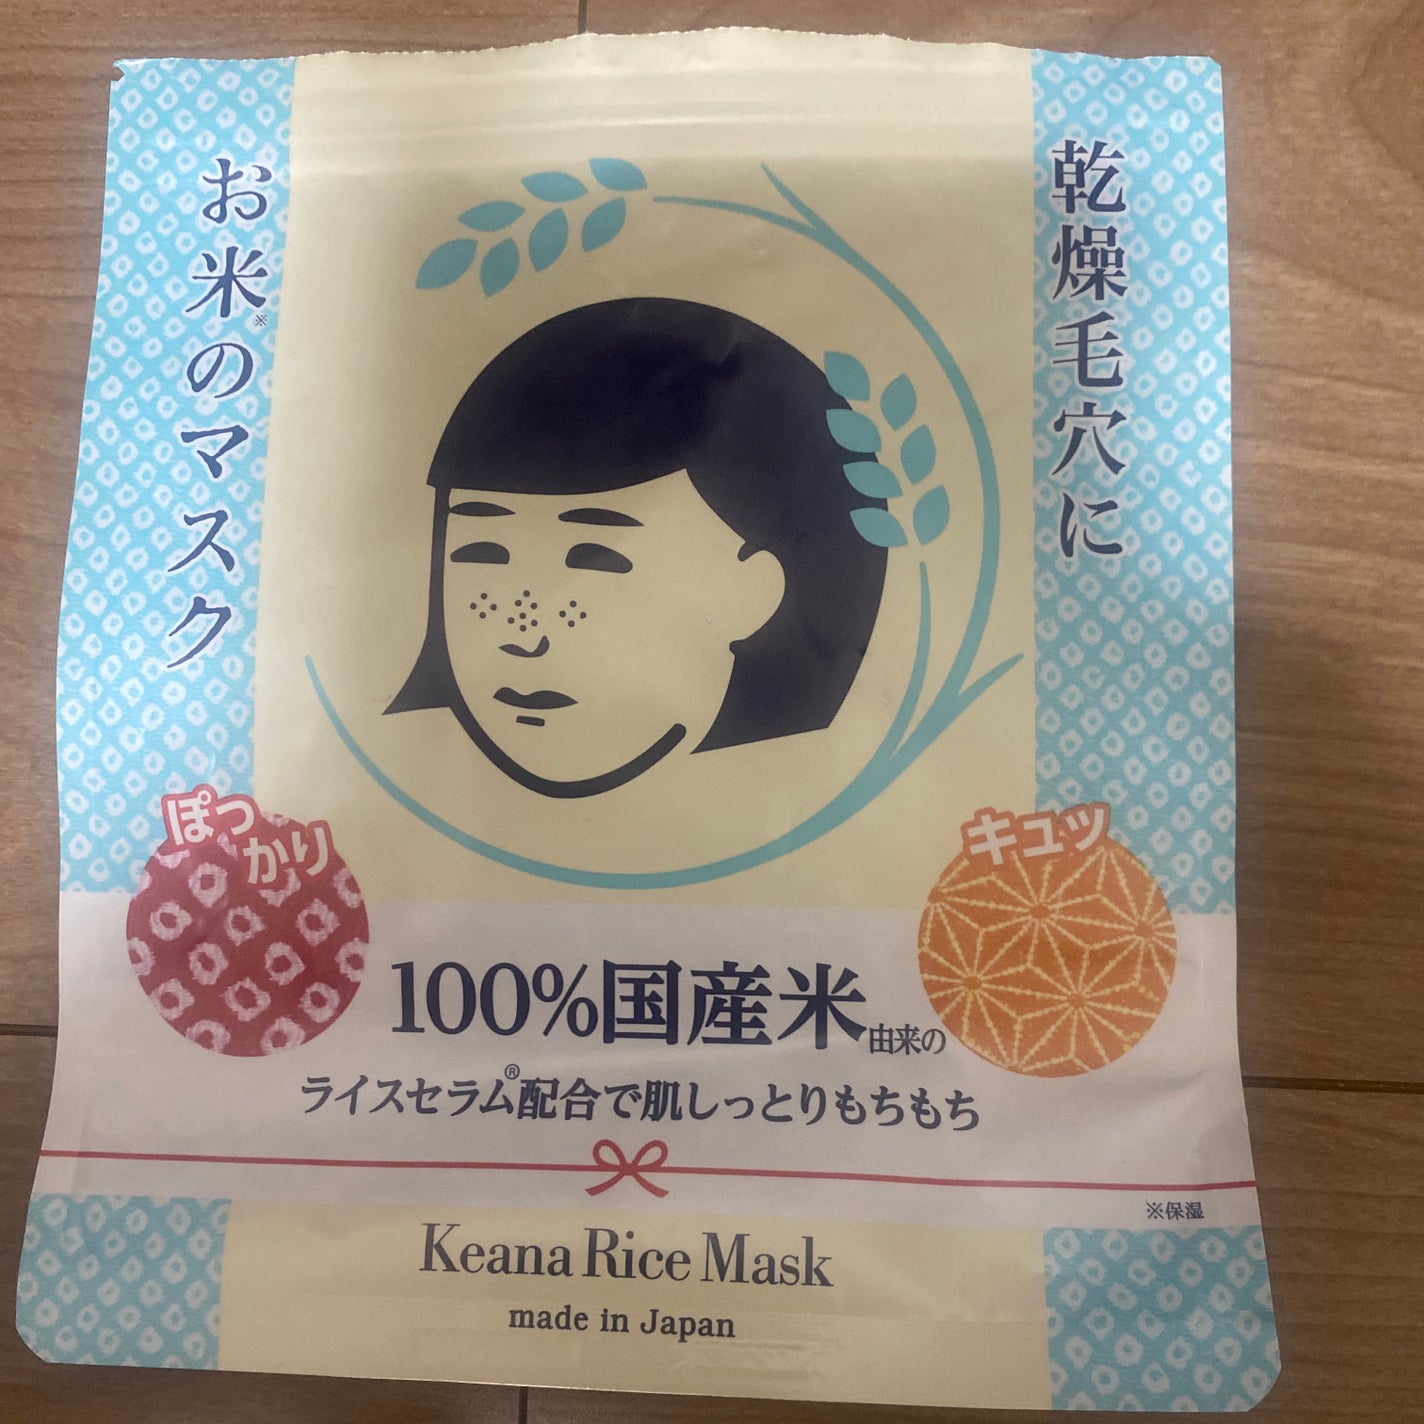 乾燥毛穴に
お米※のマスク
ぽっ
かり
キュッ
100%国産米由来の
ライスセラム®配合で肌しっとりもちもち
※保湿
Keana Rice Mask
made in Japan